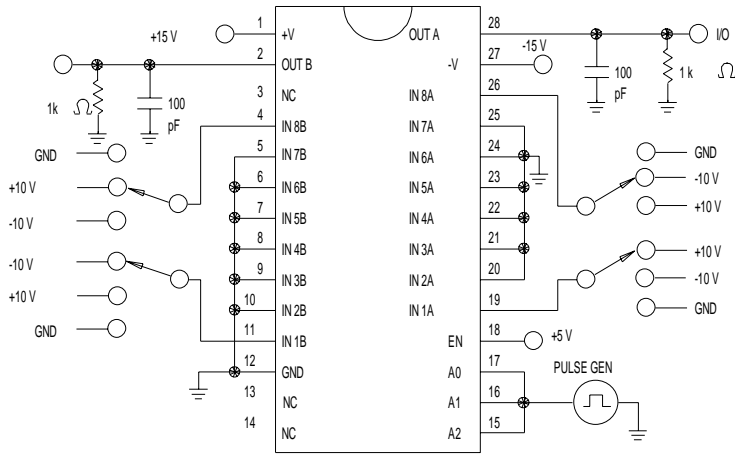 1 +V OUT A 28 I/O
+15 V -15 V
2 OUT B -V 27
1k Ω 100 pF 3 NC IN 8A 26 100 pF 1 k Ω
4 IN 8B IN 7A 25
GND 5 IN 7B IN 6A 24 GND
+10 V 6 IN 6B IN 5A 23 -10 V
-10 V 7 IN 5B IN 4A 22 +10 V
-10 V 8 IN 4B IN 3A 21 +10 V
+10 V 9 IN 3B IN 2A 20 -10 V
GND 10 IN 2B IN 1A 19 GND
11 IN 1B EN 18 +5 V
12 GND A0 17 PULSE GEN
13 NC A1 16
14 NC A2 15